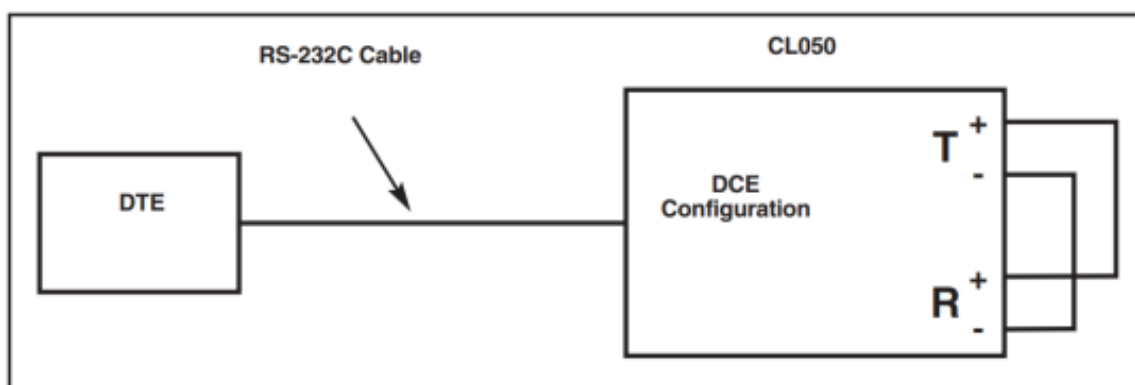 RS-232C Cable
CL050
DTE
DCE
Configuration
T
+
-
R
+
-